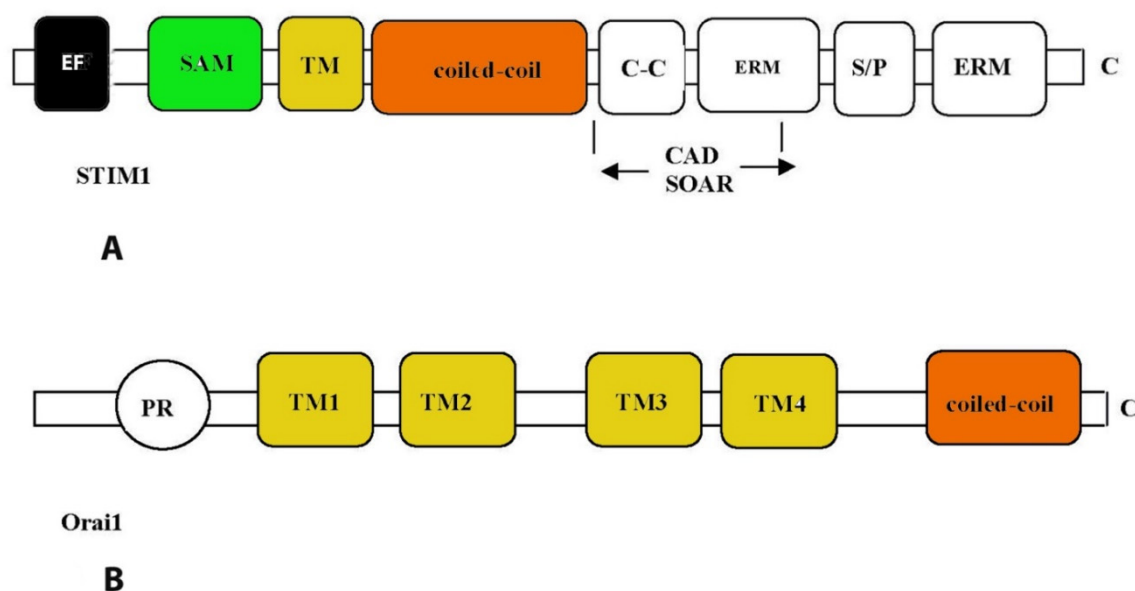 EF SAM TM coiled-coil C-C ERM S/P ERM C
CAD
SOAR
STIM1
A
PR TM1 TM2 TM3 TM4 coiled-coil C
Orai1
B